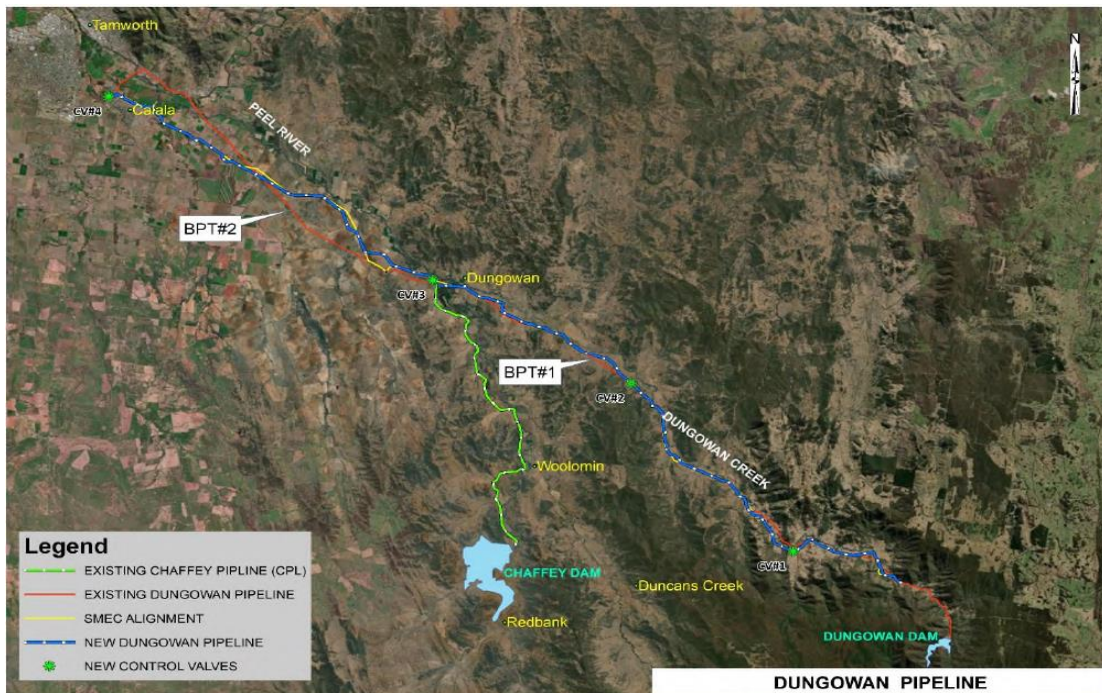 Tamworth
N
CV#4
Calala
PEEL RIVER
BPT#2
Dungowan
CV#3
BPT#1
CV#2
DUNGOWAN CREEK
Woolomin
CV#1
CHAFFEY DAM
Duncans Creek
Redbank
DUNGOWAN DAM
Legend
EXISTING CHAFFEY PIPLINE (CPL)
EXISTING DUNGOWAN PIPELINE
SMEC ALIGNMENT
NEW DUNGOWAN PIPELINE
NEW CONTROL VALVES
DUNGOWAN PIPELINE